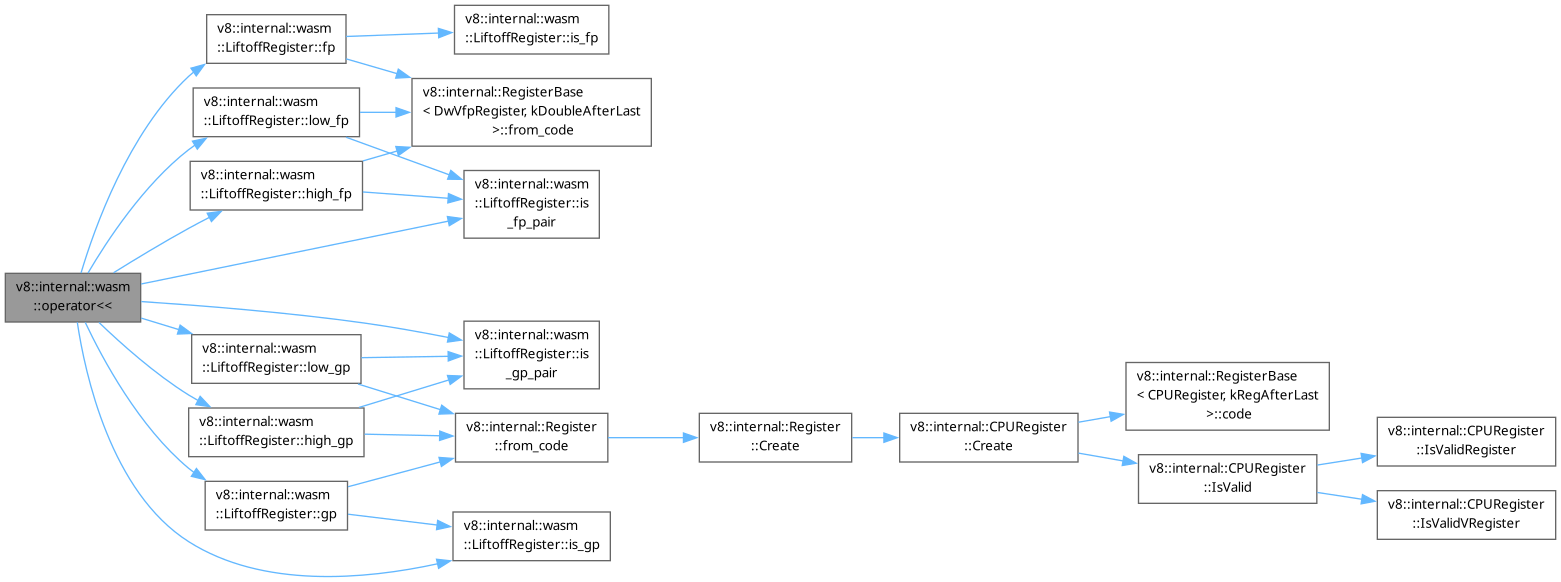 v8::internal::wasm
::operator<<
v8::internal::wasm
::LiftoffRegister::fp
v8::internal::wasm
::LiftoffRegister::is_fp
v8::internal::RegisterBase
< DwVfpRegister, kDoubleAfterLast
>::from_code
v8::internal::wasm
::LiftoffRegister::low_fp
v8::internal::wasm
::LiftoffRegister::high_fp
v8::internal::wasm
::LiftoffRegister::is
_fp_pair
v8::internal::wasm
::LiftoffRegister::low_gp
v8::internal::wasm
::LiftoffRegister::is
_gp_pair
v8::internal::wasm
::LiftoffRegister::high_gp
v8::internal::Register
::from_code
v8::internal::Register
::Create
v8::internal::CPURegister
::Create
v8::internal::RegisterBase
< CPURegister, kRegAfterLast
>::code
v8::internal::CPURegister
::IsValid
v8::internal::CPURegister
::IsValidRegister
v8::internal::CPURegister
::IsValidVRegister
v8::internal::wasm
::LiftoffRegister::gp
v8::internal::wasm
::LiftoffRegister::is_gp